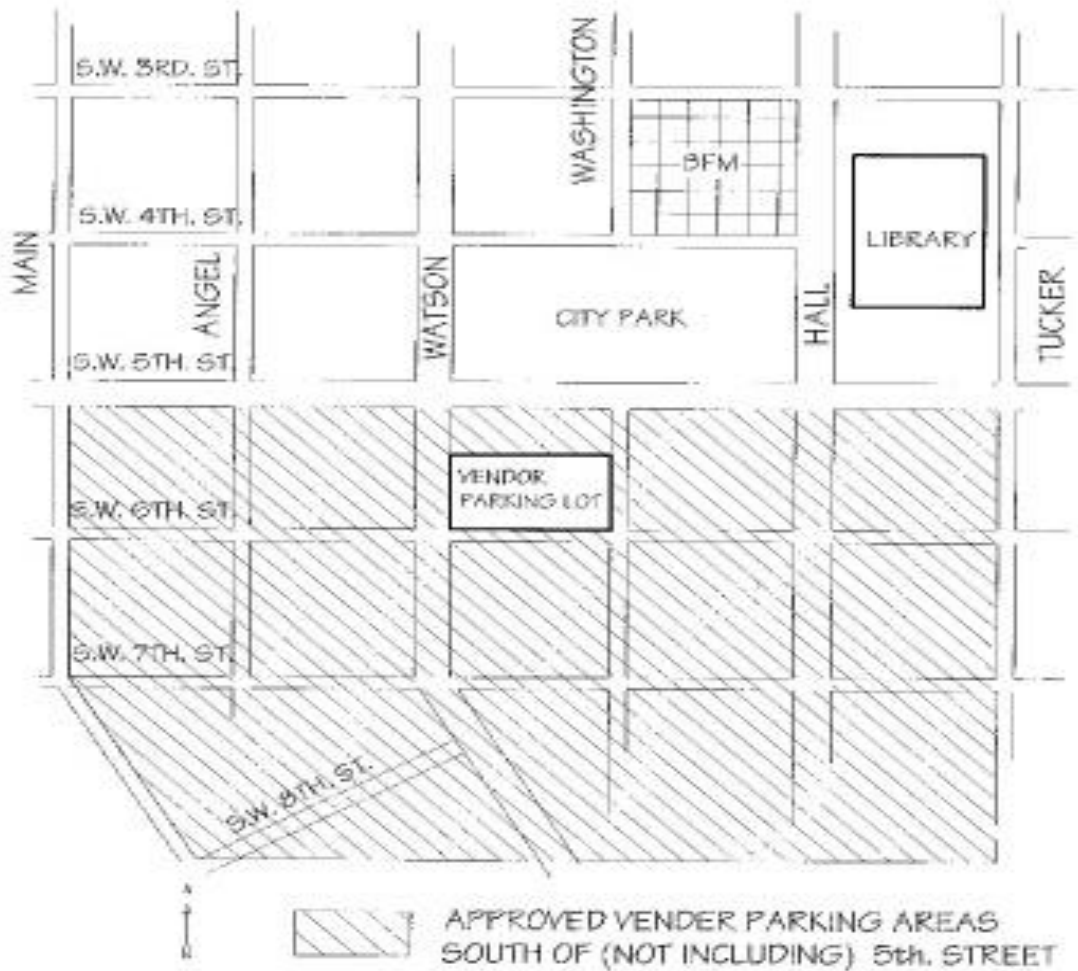 S.W. 3RD. ST.
WASHINGTON
BFM
S.W. 4TH. ST.
LIBRARY
MAIN
ANGEL
WATSON
CITY PARK
HALL
TUCKER
S.W. 5TH. ST.
VENDOR
PARKING LOT
S.W. 6TH. ST.
S.W. 7TH. ST.
S.W. 8TH. ST.
APPROVED VENDER PARKING AREAS
SOUTH OF (NOT INCLUDING) 5th. STREET